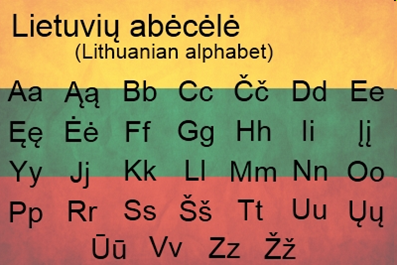 Lietuvių abėcėlė
(Lithuanian alphabet)
Aa Ąą Bb Cc Čč Dd Ee
Ęę Ėė Ff Gg Hh Ii Įį
Yy Jj Kk Ll Mm Nn Oo
Pp Rr Ss Šš Tt Uu Ųų
Ūū Vv Zz Žž